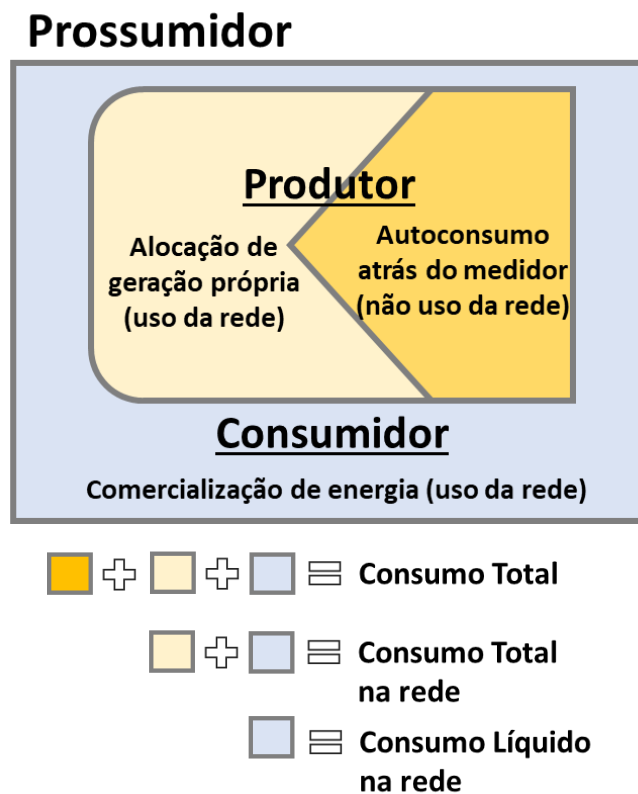 Prossumidor
Produtor
Alocação de
geração própria
(uso da rede)
Autoconsumo
atrás do medidor
(não uso da rede)
Consumidor
Comercialização de energia (uso da rede)
Consumo Total
Consumo Total
na rede
Consumo Líquido
na rede